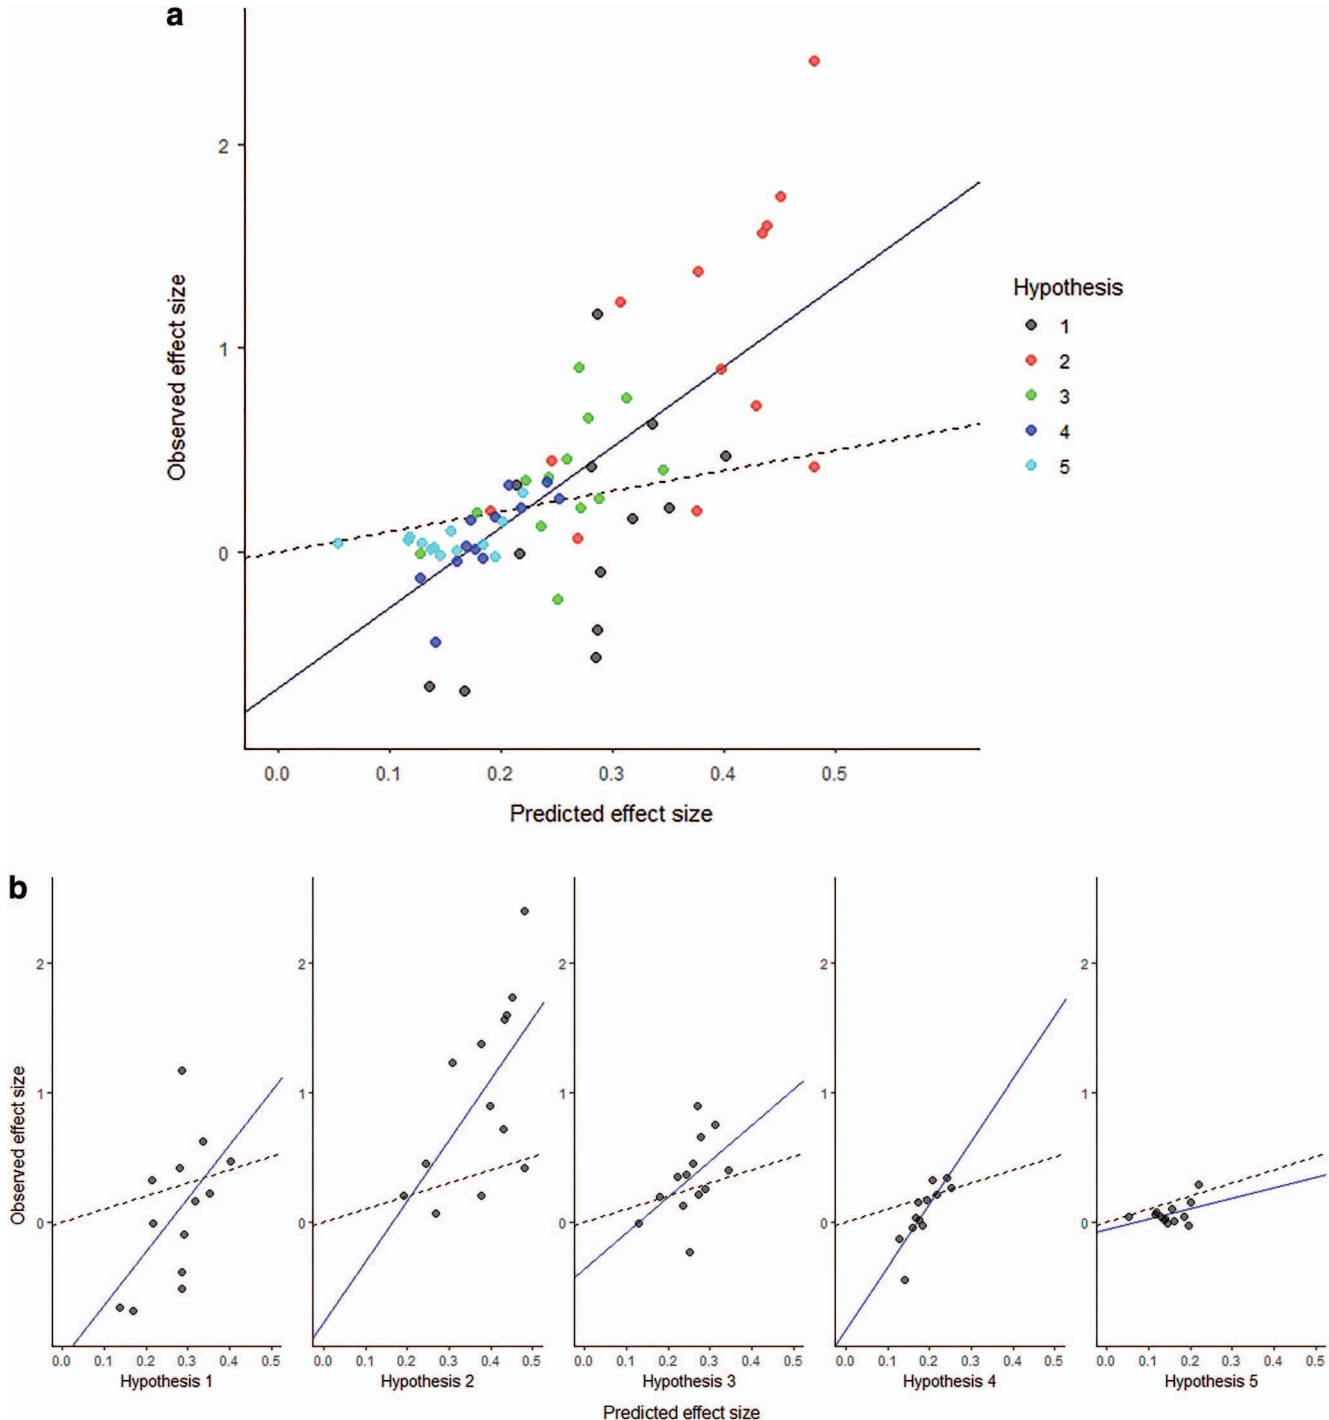 a
2
1
0
Observed effect size
0.0 0.1 0.2 0.3 0.4 0.5
Predicted effect size
Hypothesis
1
2
3
4
5
b
Observed effect size
2 2 2 2 2
1 1 1 1 1
0 0 0 0 0
0.0 0.1 0.2 0.3 0.4 0.5 0.0 0.1 0.2 0.3 0.4 0.5 0.0 0.1 0.2 0.3 0.4 0.5 0.0 0.1 0.2 0.3 0.4 0.5 0.0 0.1 0.2 0.3 0.4 0.5
Hypothesis 1 Hypothesis 2 Hypothesis 3 Hypothesis 4 Hypothesis 5
Predicted effect size